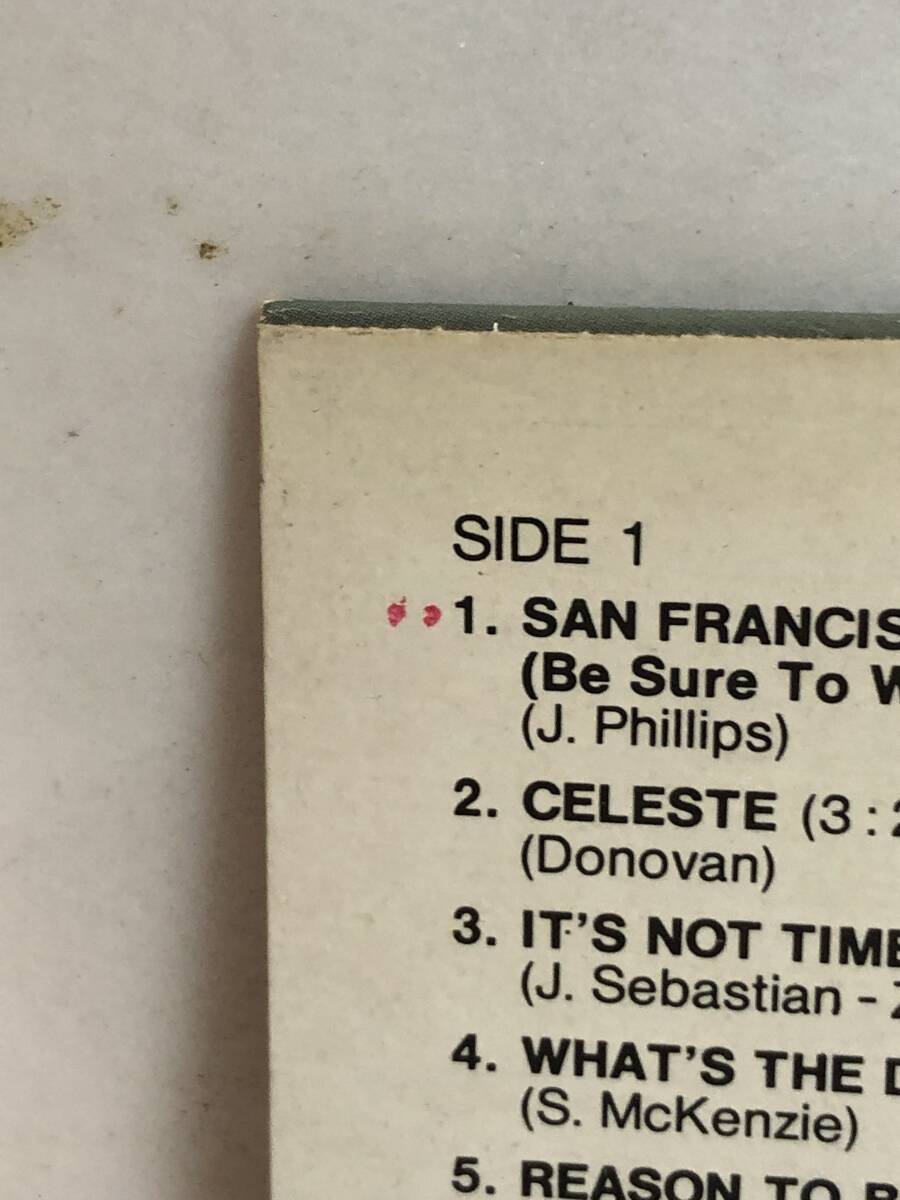 SIDE 1
1. SAN FRANCIS
(Be Sure To W
(J. Phillips)
2. CELESTE (3:2
(Donovan)
3. IT'S NOT TIME
(J. Sebastian - Z
4. WHAT'S THE D
(S. McKenzie)
5. REASON TO B